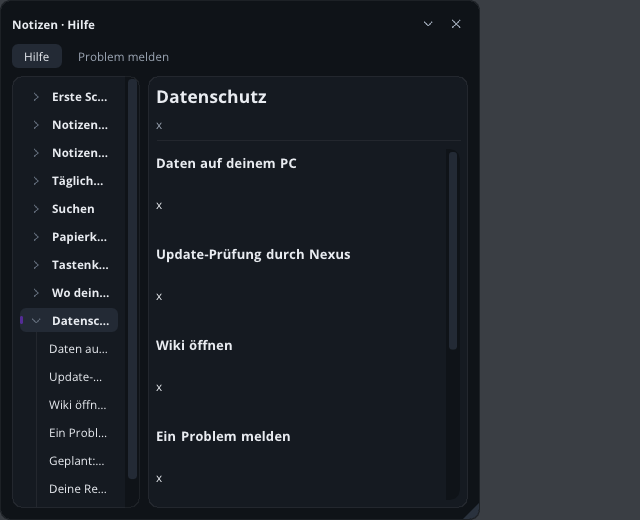 Notizen · Hilfe
Hilfe
Problem melden
Erste Sc...
Notizen...
Notizen...
Täglich...
Suchen
Papierk...
Tastenk...
Wo dein...
Datensc...
Daten au...
Update-...
Wiki öffn...
Ein Probl...
Geplant:...
Deine Re...
Datenschutz
x
Daten auf deinem PC
x
Update-Prüfung durch Nexus
x
Wiki öffnen
x
Ein Problem melden
x